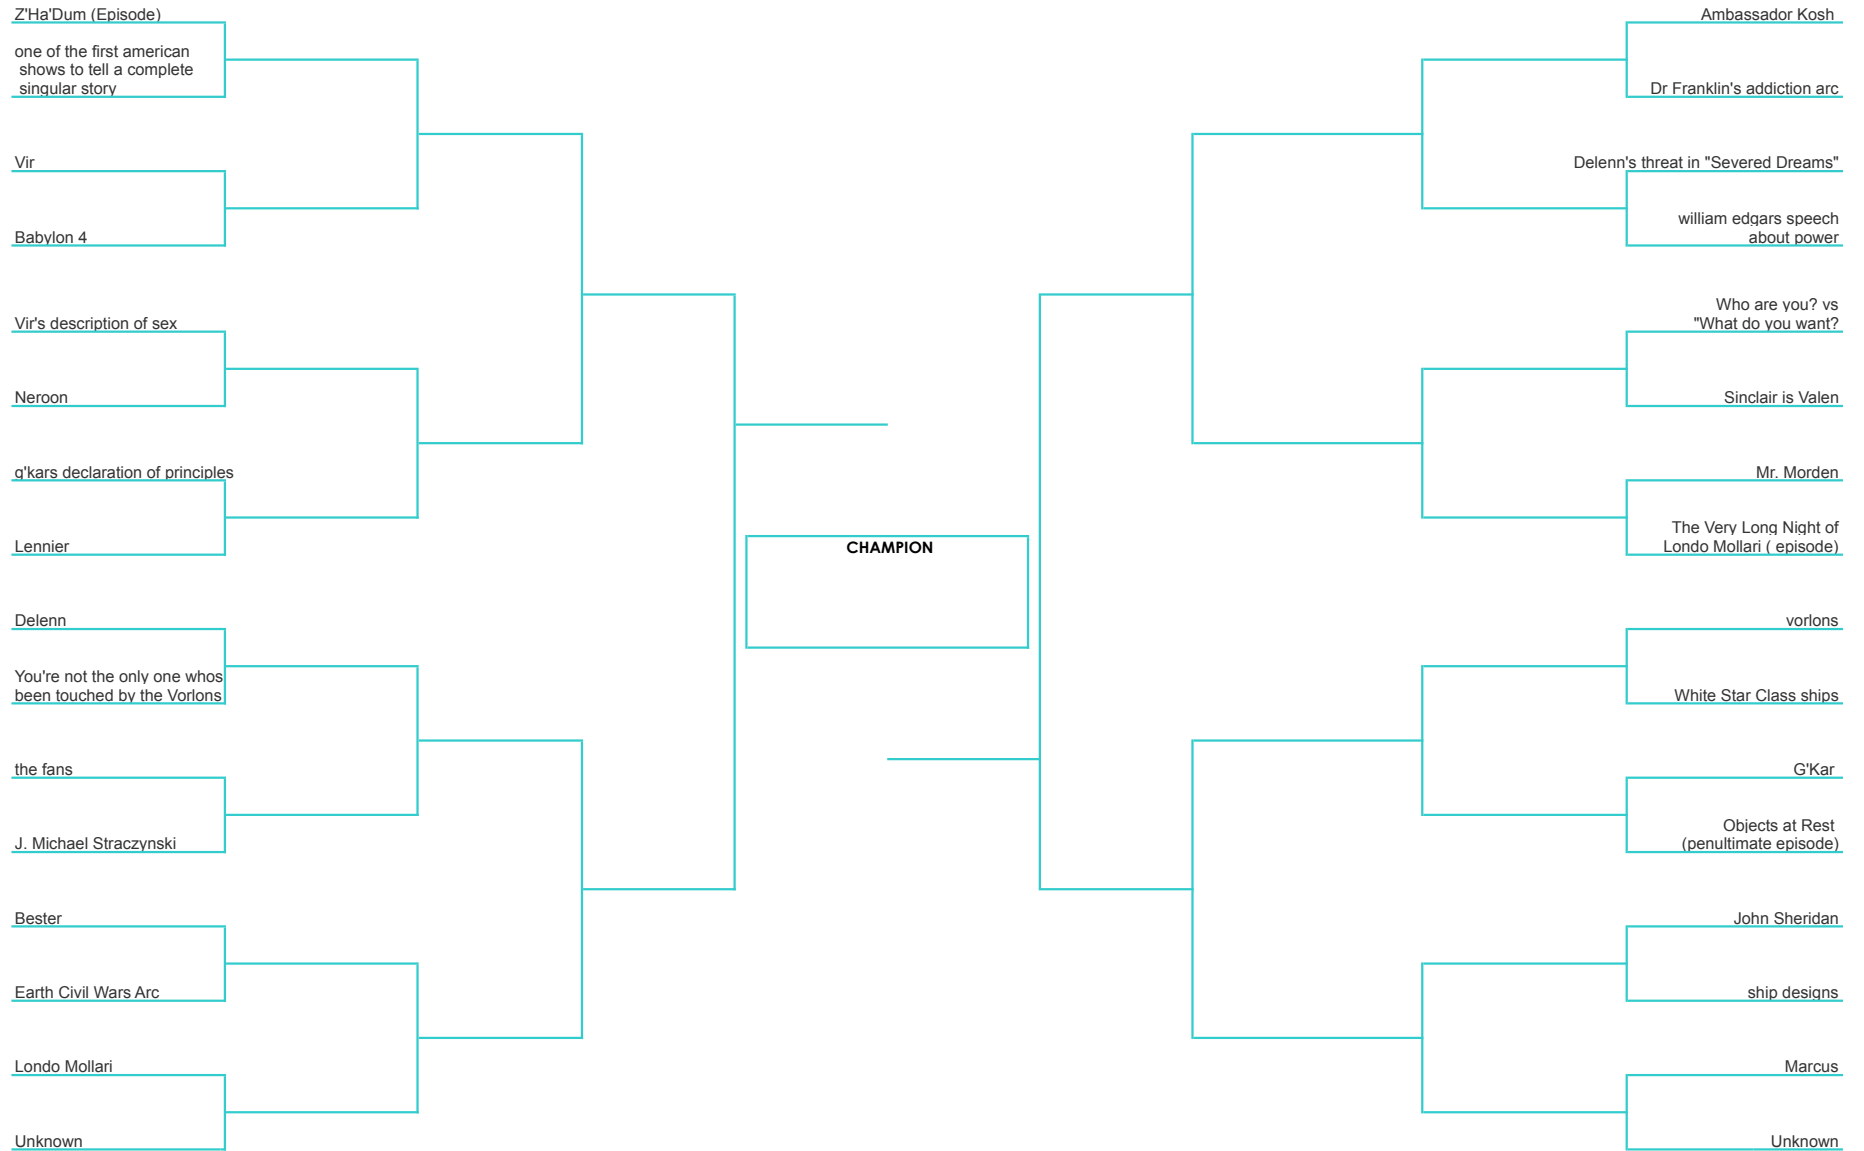 Z'Ha'Dum (Episode)
one of the first american
shows to tell a complete
singular story
Vir
Babylon 4
Vir's description of sex
Neroon
g'kars declaration of principles
Lennier
Delenn
You're not the only one whos
been touched by the Vorlons
the fans
J. Michael Straczynski
Bester
Earth Civil Wars Arc
Londo Mollari
Unknown
CHAMPION
Ambassador Kosh
Dr Franklin's addiction arc
Delenn's threat in "Severed Dreams"
william edgars speech
about power
Who are you? vs
"What do you want?
Sinclair is Valen
Mr. Morden
The Very Long Night of
Londo Mollari ( episode)
vorlons
White Star Class ships
G'Kar
Objects at Rest
(penultimate episode)
John Sheridan
ship designs
Marcus
Unknown